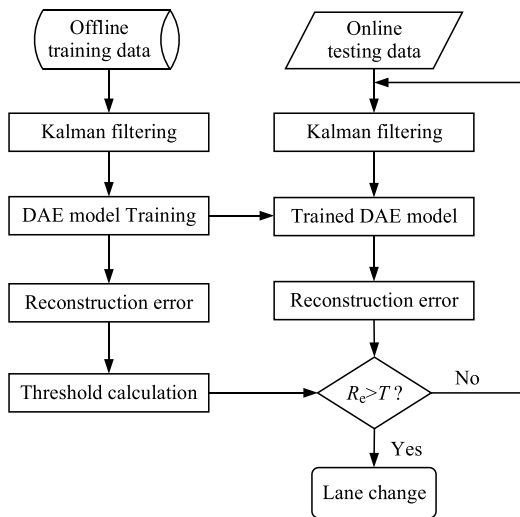 Offline
training data
Online
testing data
Kalman filtering
Kalman filtering
DAE model Training
Trained DAE model
Reconstruction error
Reconstruction error
Threshold calculation
Re>T ?
No
Yes
Lane change